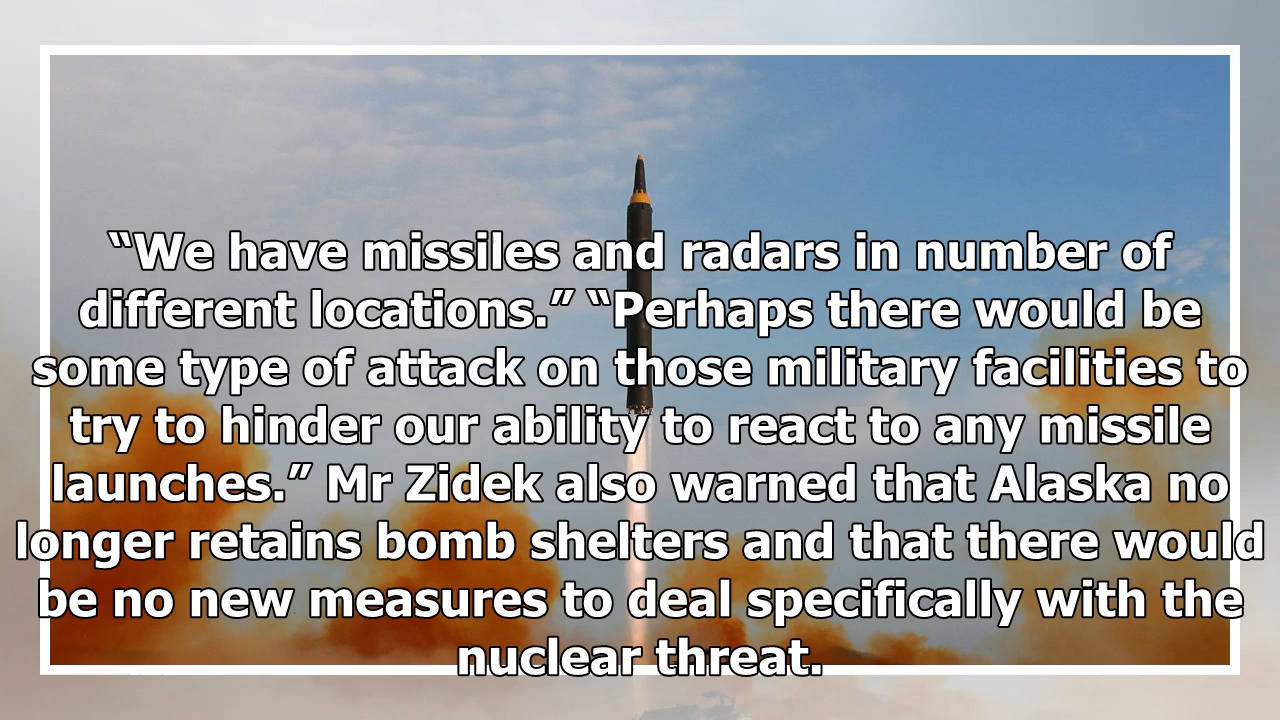 “We have missiles and radars in number of
different locations.” “Perhaps there would be
some type of attack on those military facilities to
try to hinder our ability to react to any missile
launches.” Mr Zidek also warned that Alaska no
longer retains bomb shelters and that there would
be no new measures to deal specifically with the
nuclear threat.